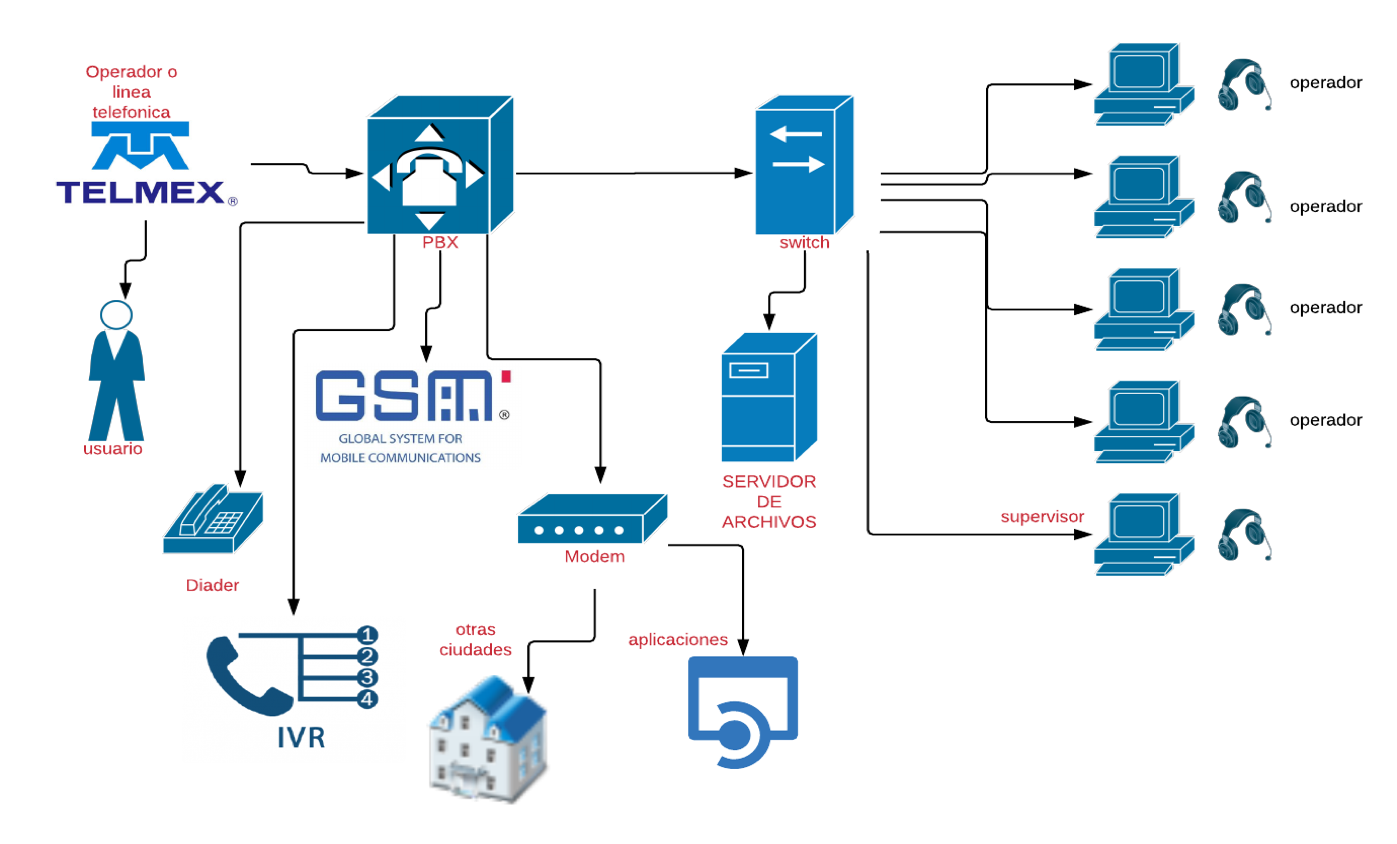 Operador o
linea
telefonica
TELMEX®
usuario
PBX
switch
operador
operador
operador
operador
supervisor
GSM®
GLOBAL SYSTEM FOR
MOBILE COMMUNICATIONS
SERVIDOR
DE
ARCHIVOS
Diader
Modem
1
2
3
4
IVR
otras
ciudades
aplicaciones